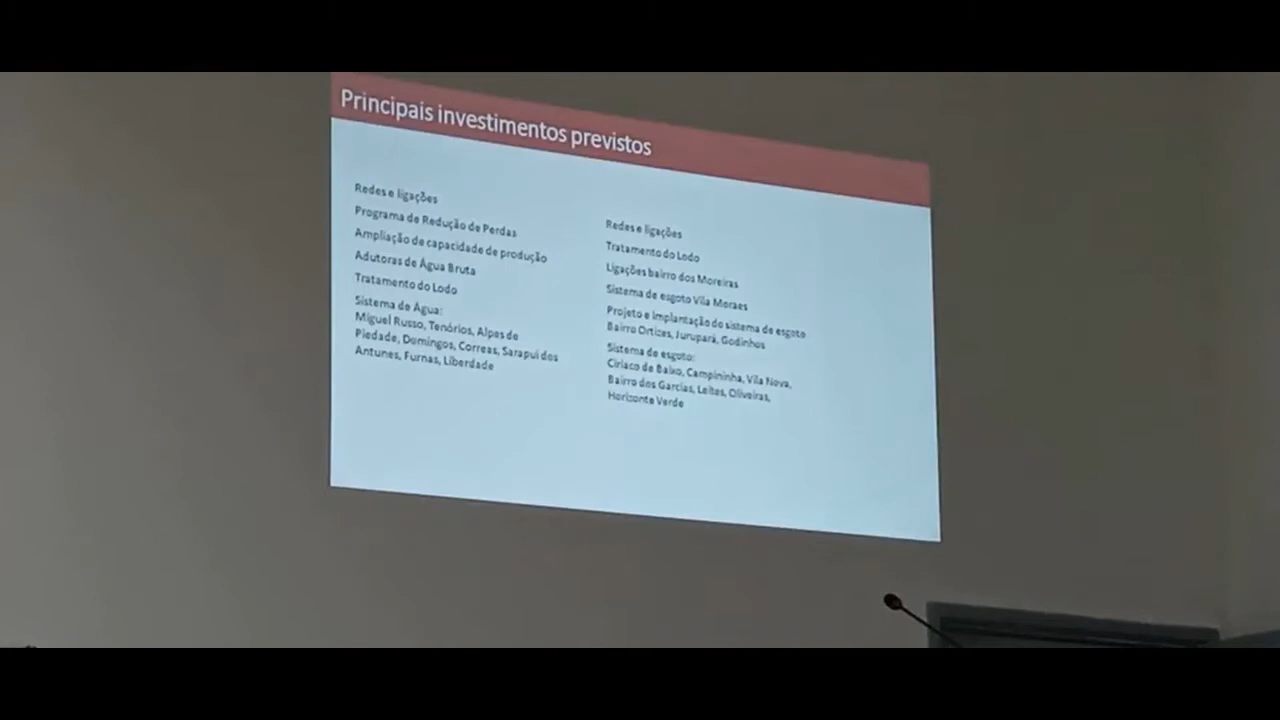 Principais investimentos previstos
Redes e ligações
Programa de Redução de Perdas
Ampliação de capacidade de produção
Adutoras de Água Bruta
Tratamento do Lodo
Sistema de Água:
Miguel Russo, Tenórios, Alpes de
Piedade, Domingos, Correas, Sarapuí dos
Antunes, Furnas, Liberdade
Redes e ligações
Tratamento do Lodo
Ligações bairro dos Moreiras
Sistema de esgoto Vila Moraes
Projeto e implantação do sistema de esgoto
Bairro Ortizes, Jurupará, Godinhos
Sistema de esgoto:
Ciriaco de Baixo, Campininha, Vila Nova,
Bairro dos Garcias, Leites, Oliveiras,
Horizonte Verde